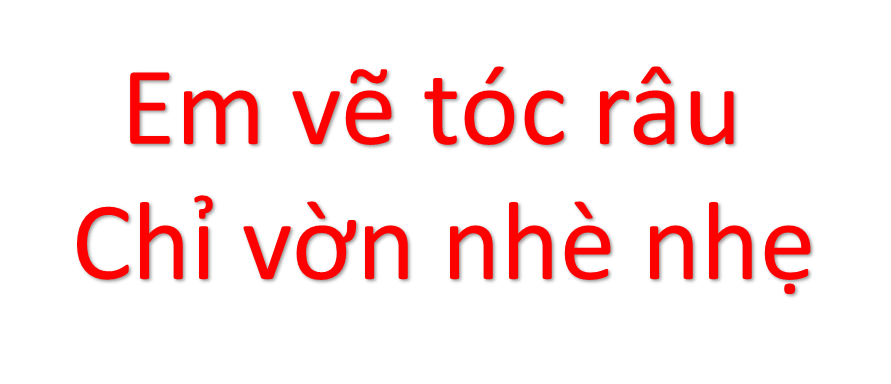 Em vẽ tóc râu
Chỉ vờn nhè nhẹ